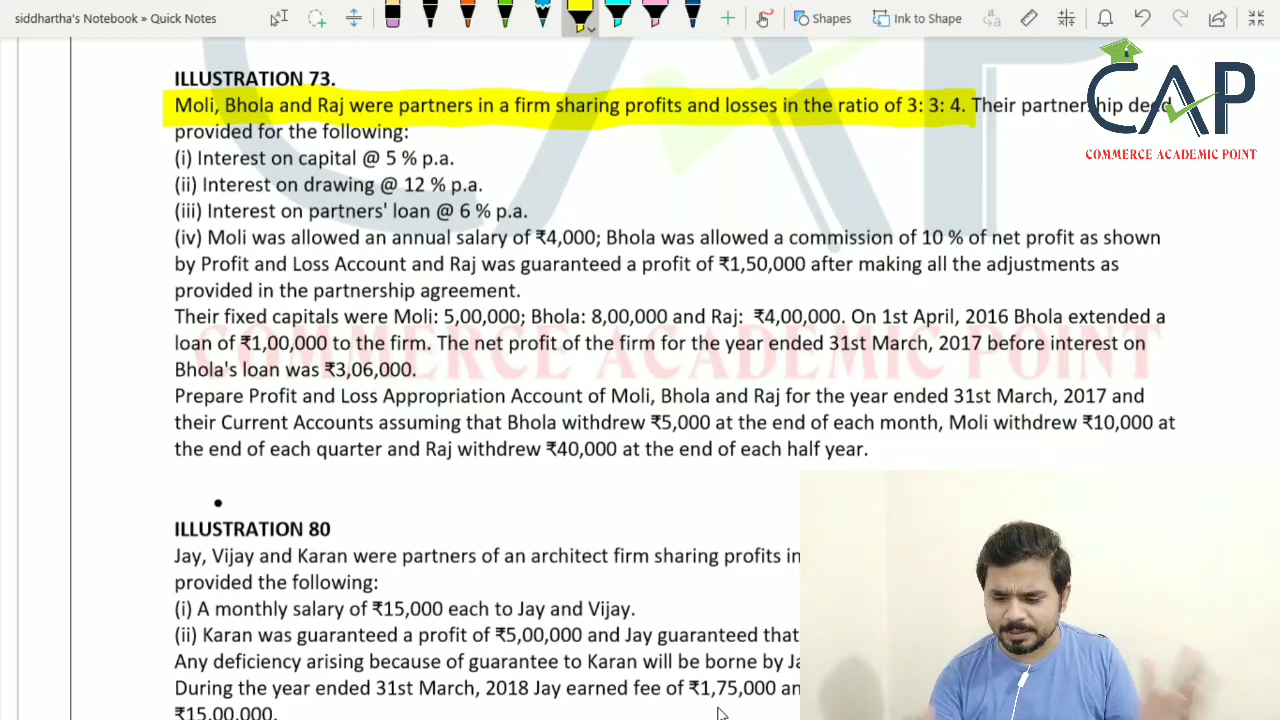 siddhartha's Notebook » Quick Notes
Shapes
Ink to Shape
CAP
COMMERCE ACADEMIC POINT
ILLUSTRATION 73.
Moli, Bhola and Raj were partners in a firm sharing profits and losses in the ratio of 3: 3: 4. Their partnership deed
provided for the following:
(i) Interest on capital @ 5 % p.a.
(ii) Interest on drawing @ 12 % p.a.
(iii) Interest on partners' loan @ 6 % p.a.
(iv) Moli was allowed an annual salary of ₹4,000; Bhola was allowed a commission of 10 % of net profit as shown
by Profit and Loss Account and Raj was guaranteed a profit of ₹1,50,000 after making all the adjustments as
provided in the partnership agreement.
Their fixed capitals were Moli: 5,00,000; Bhola: 8,00,000 and Raj: ₹4,00,000. On 1st April, 2016 Bhola extended a
loan of ₹1,00,000 to the firm. The net profit of the firm for the year ended 31st March, 2017 before interest on
Bhola's loan was ₹3,06,000.
COMMERCE ACADEMIC POINT
Prepare Profit and Loss Appropriation Account of Moli, Bhola and Raj for the year ended 31st March, 2017 and
their Current Accounts assuming that Bhola withdrew ₹5,000 at the end of each month, Moli withdrew ₹10,000 at
the end of each quarter and Raj withdrew ₹40,000 at the end of each half year.
ILLUSTRATION 80
Jay, Vijay and Karan were partners of an architect firm sharing profits in
provided the following:
(i) A monthly salary of ₹15,000 each to Jay and Vijay.
(ii) Karan was guaranteed a profit of ₹5,00,000 and Jay guaranteed that
Any deficiency arising because of guarantee to Karan will be borne by Ja
During the year ended 31st March, 2018 Jay earned fee of ₹1,75,000 an
₹15,00,000.